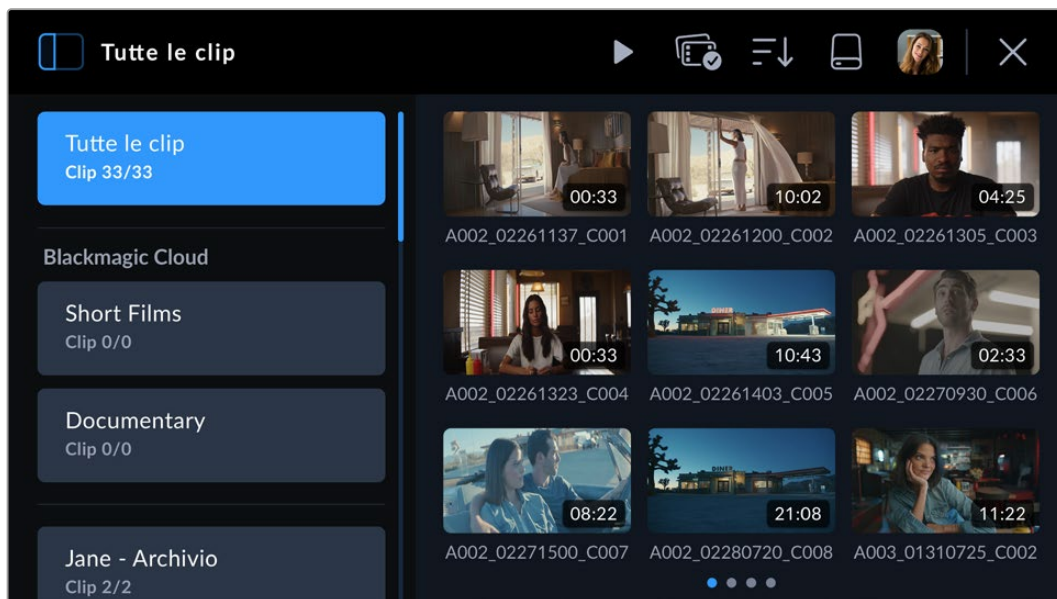 Tutte le clip
Tutte le clip
Clip 33/33
Blackmagic Cloud
Short Films
Clip 0/0
Documentary
Clip 0/0
Jane - Archivio
Clip 2/2
00:33
10:02
04:25
A002_02261137_C001
A002_02261200_C002
A002_02261305_C003
DINER
00:33
10:43
02:33
A002_02261323_C004
A002_02261403_C005
A002_02270930_C006
DINER
08:22
21:08
11:22
A002_02271500_C007
A002_02280720_C008
A003_01310725_C002